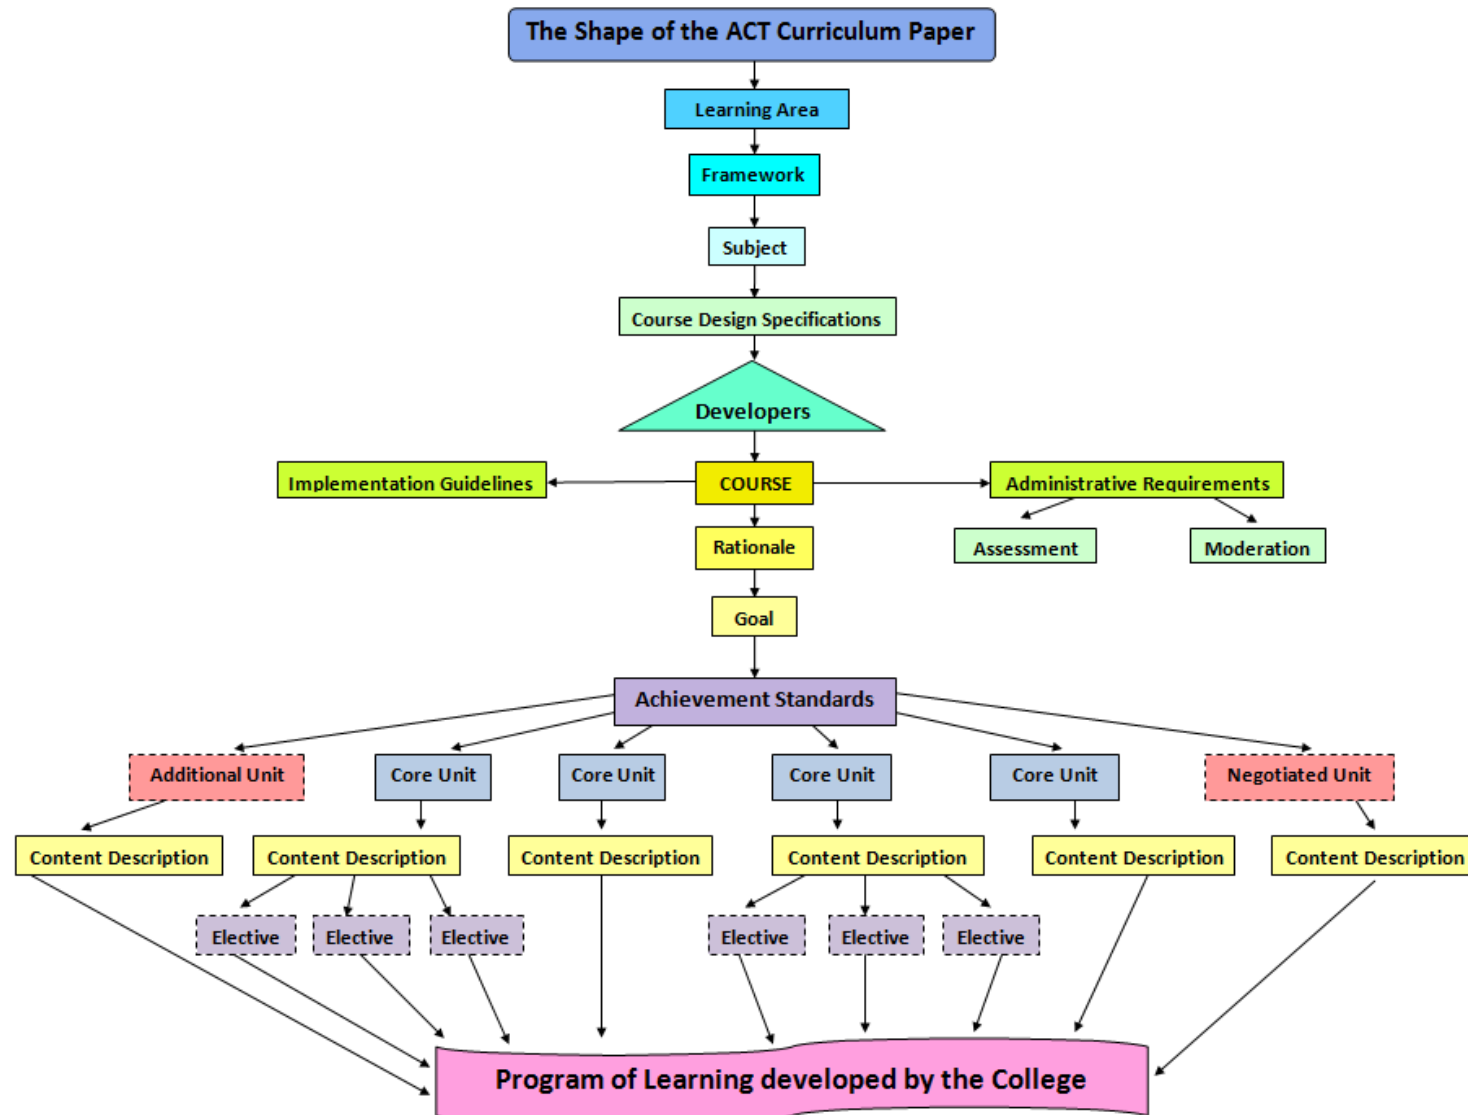 The Shape of the ACT Curriculum Paper
Learning Area
Framework
Subject
Course Design Specifications
Developers
Implementation Guidelines
COURSE
Administrative Requirements
Rationale
Assessment
Moderation
Goal
Achievement Standards
Additional Unit
Core Unit
Core Unit
Core Unit
Core Unit
Negotiated Unit
Content Description
Content Description
Content Description
Content Description
Content Description
Content Description
Elective
Elective
Elective
Elective
Elective
Elective
Program of Learning developed by the College